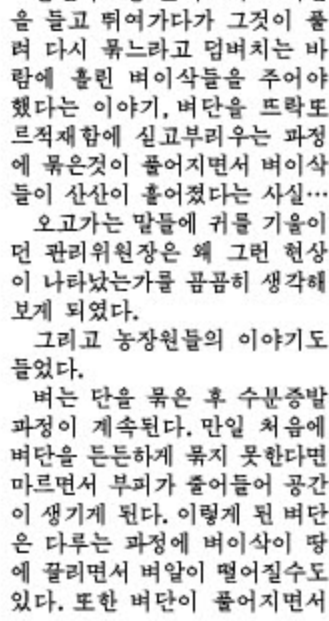 을 들고 뛰여가다가 그것이 풀
려 다시 묶느라고 덤벼치는 바
람에 흘린 벼이삭들을 주어야
했다는 이야기, 벼단을 뜨락또
르적재함에 싣고부리우는 과정
에 묶은것이 풀어지면서 벼이삭
들이 산산이 흩어졌다는 사실…
오고가는 말들에 귀를 기울이
던 관리위원장은 왜 그런 현상
이 나타났는가를 곰곰히 생각해
보게 되였다.
그리고 농장원들의 이야기도
들었다.
벼는 단을 묶은 후 수분증발
과정이 계속된다. 만일 처음에
벼단을 든든하게 묶지 못한다면
마르면서 부피가 줄어들어 공간
이 생기게 된다. 이렇게 된 벼단
은 다루는 과정에 벼이삭이 땅
에 끌리면서 벼알이 떨어질수도
있다. 또한 벼단이 풀어지면서